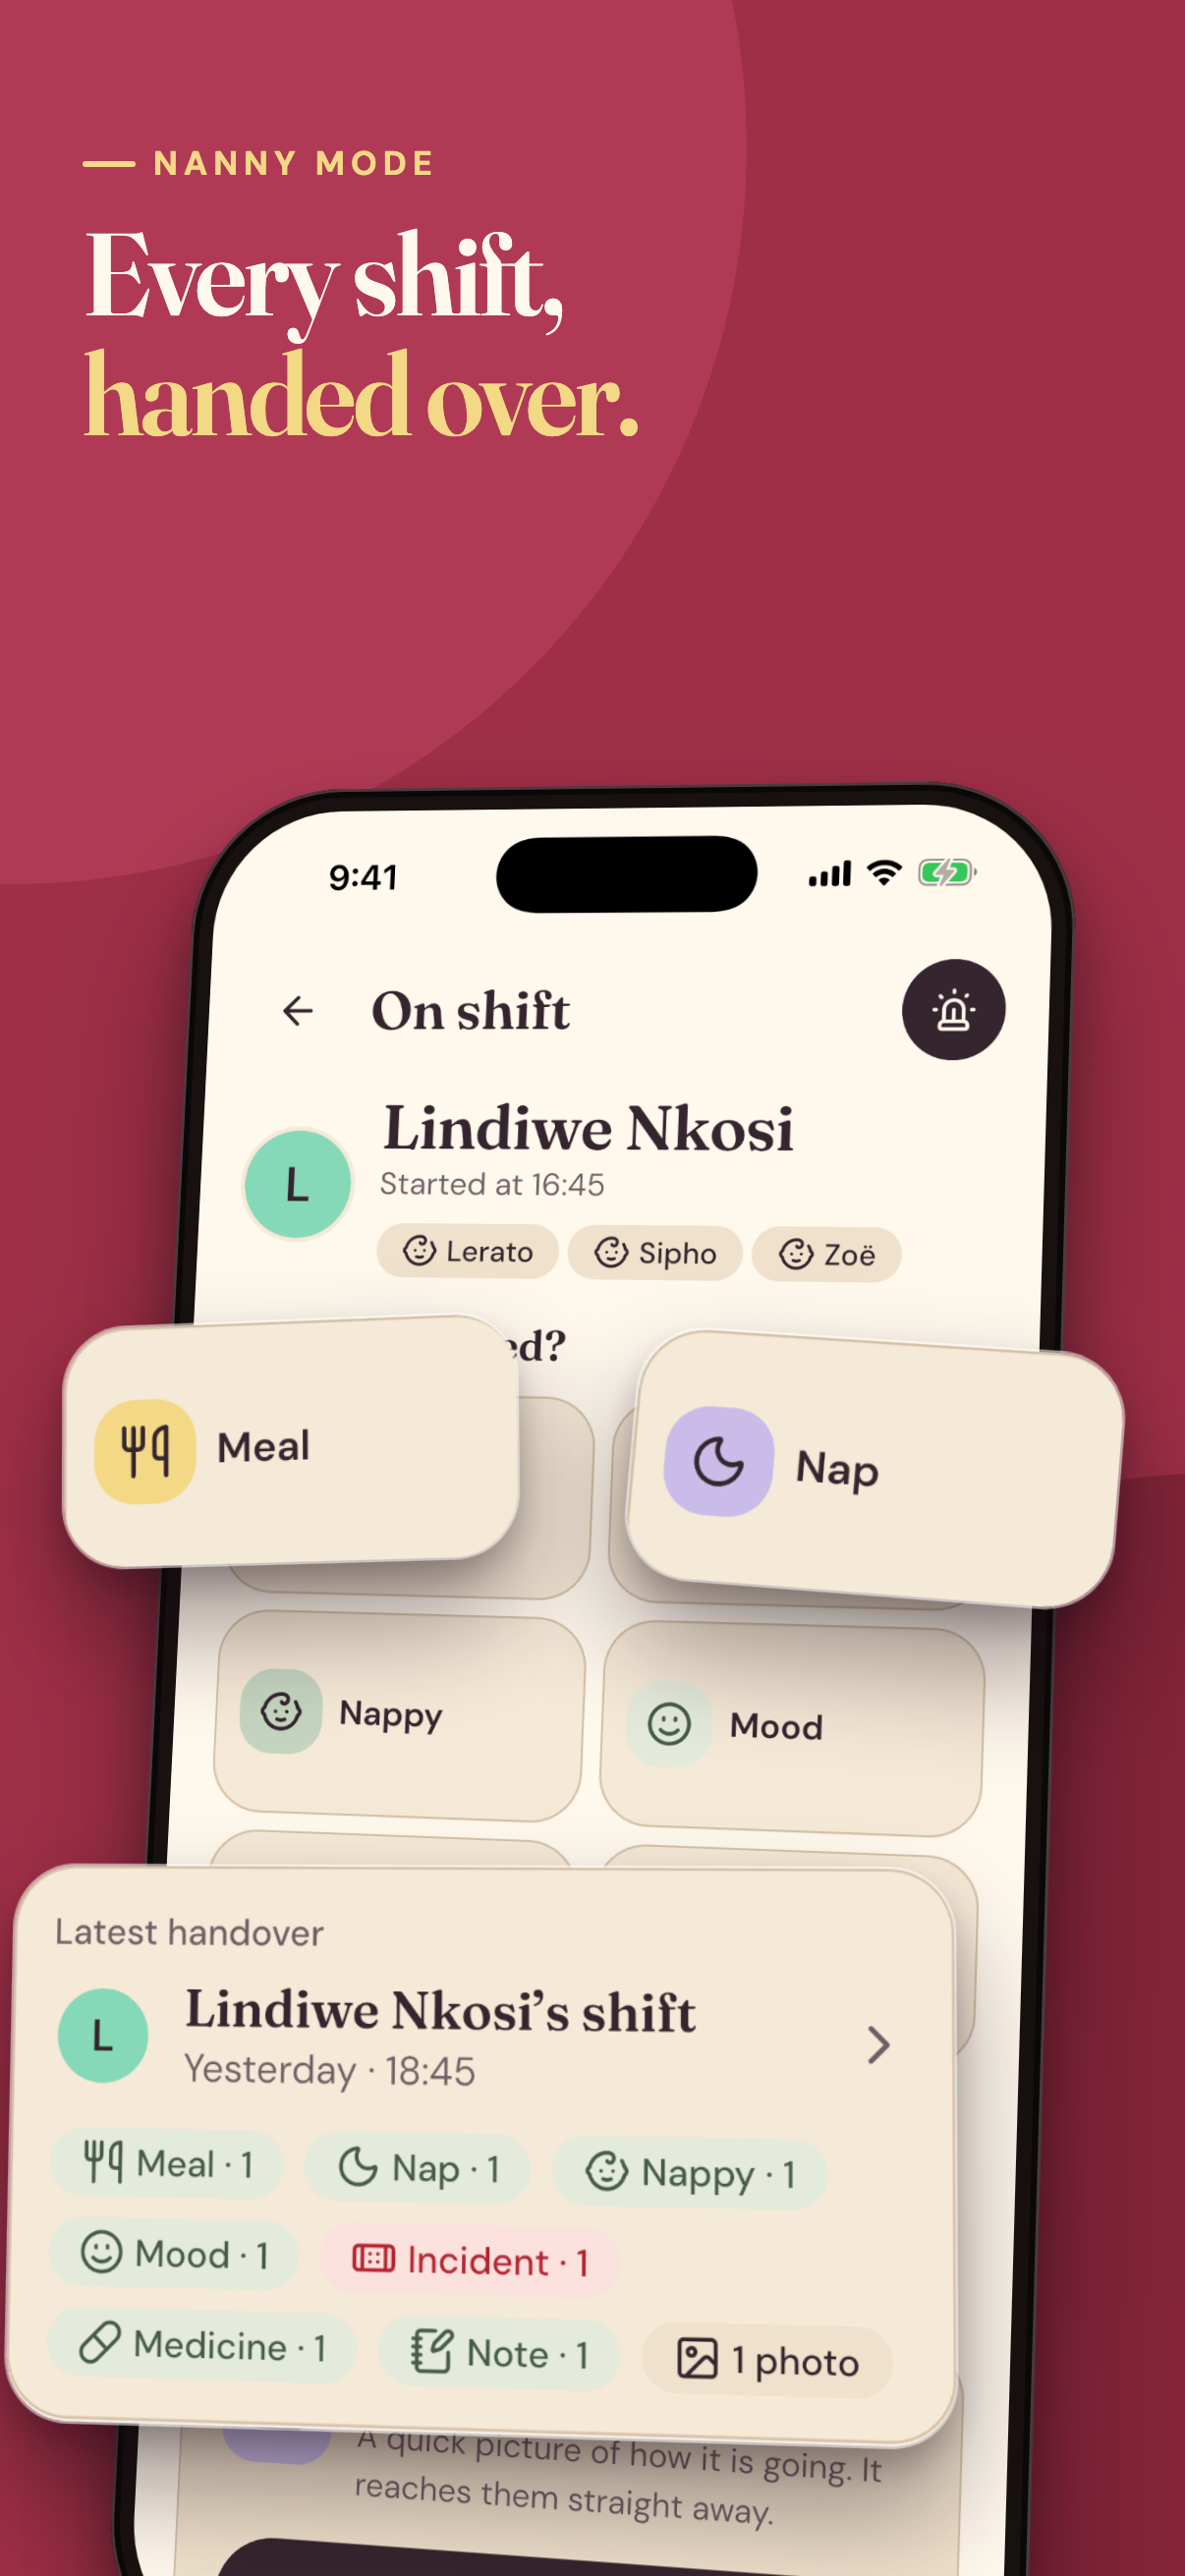 NANNY MODE
Every shift,
handed over.
9:41
On shift
L
Lindiwe Nkosi
Started at 16:45
Lerato
Sipho
Zoë
Meal
Nap
Nappy
Mood
Latest handover
L
Lindiwe Nkosi’s shift
Yesterday · 18:45
Meal · 1
Nap · 1
Nappy · 1
Mood · 1
Incident · 1
Medicine · 1
Note · 1
1 photo
A quick picture of how it is going. It
reaches them straight away.